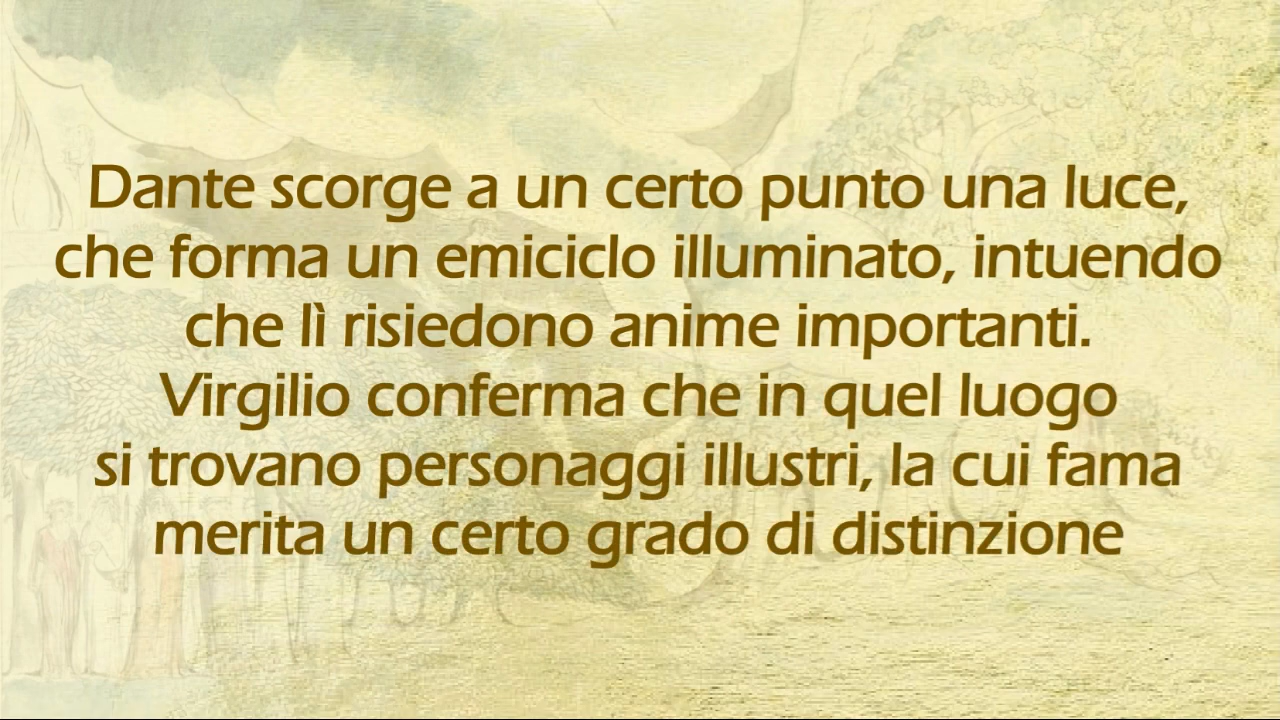 Dante scorge a un certo punto una luce,
che forma un emiciclo illuminato, intuendo
che lì risiedono anime importanti.
Virgilio conferma che in quel luogo
si trovano personaggi illustri, la cui fama
merita un certo grado di distinzione